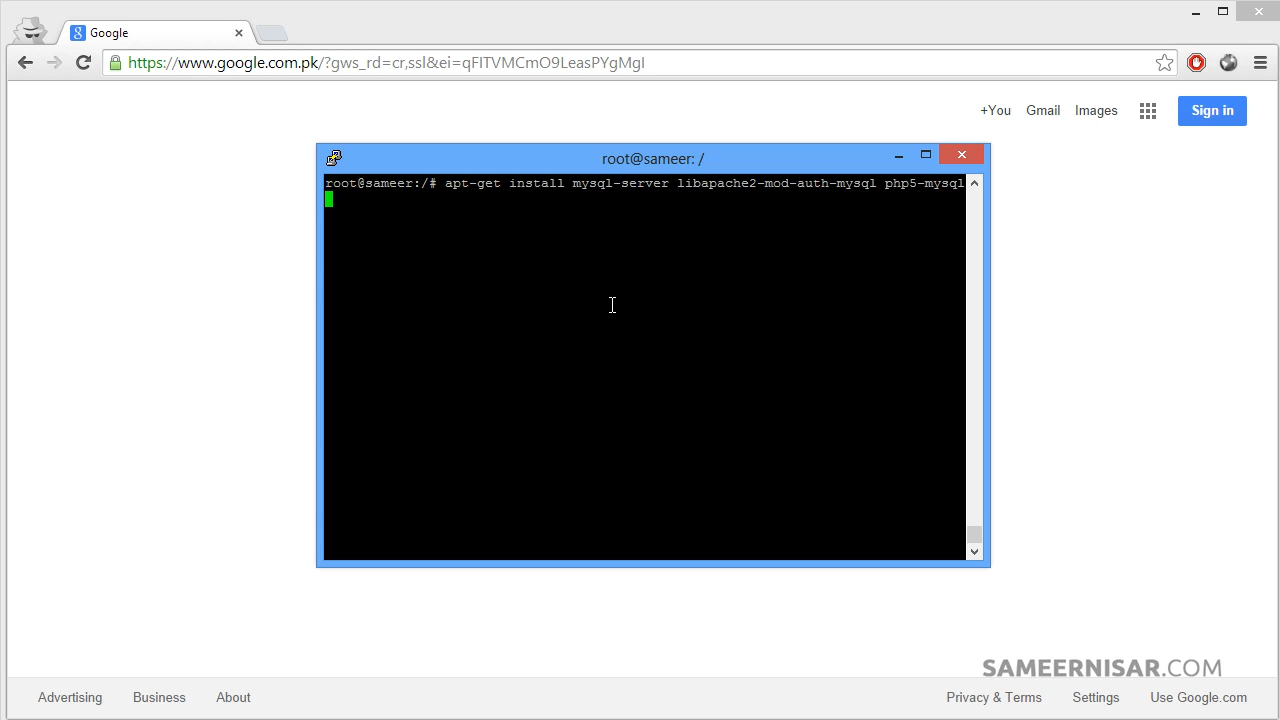 Google
https://www.google.com.pk/?gws_rd=cr,ssl&ei=qFITVMCmO9LeasPYgMgI
+You Gmail Images Sign in
root@sameer: /
root@sameer:/# apt-get install mysql-server libapache2-mod-auth-mysql php5-mysql
SAMEERNISAR.COM
Advertising Business About Privacy & Terms Settings Use Google.com